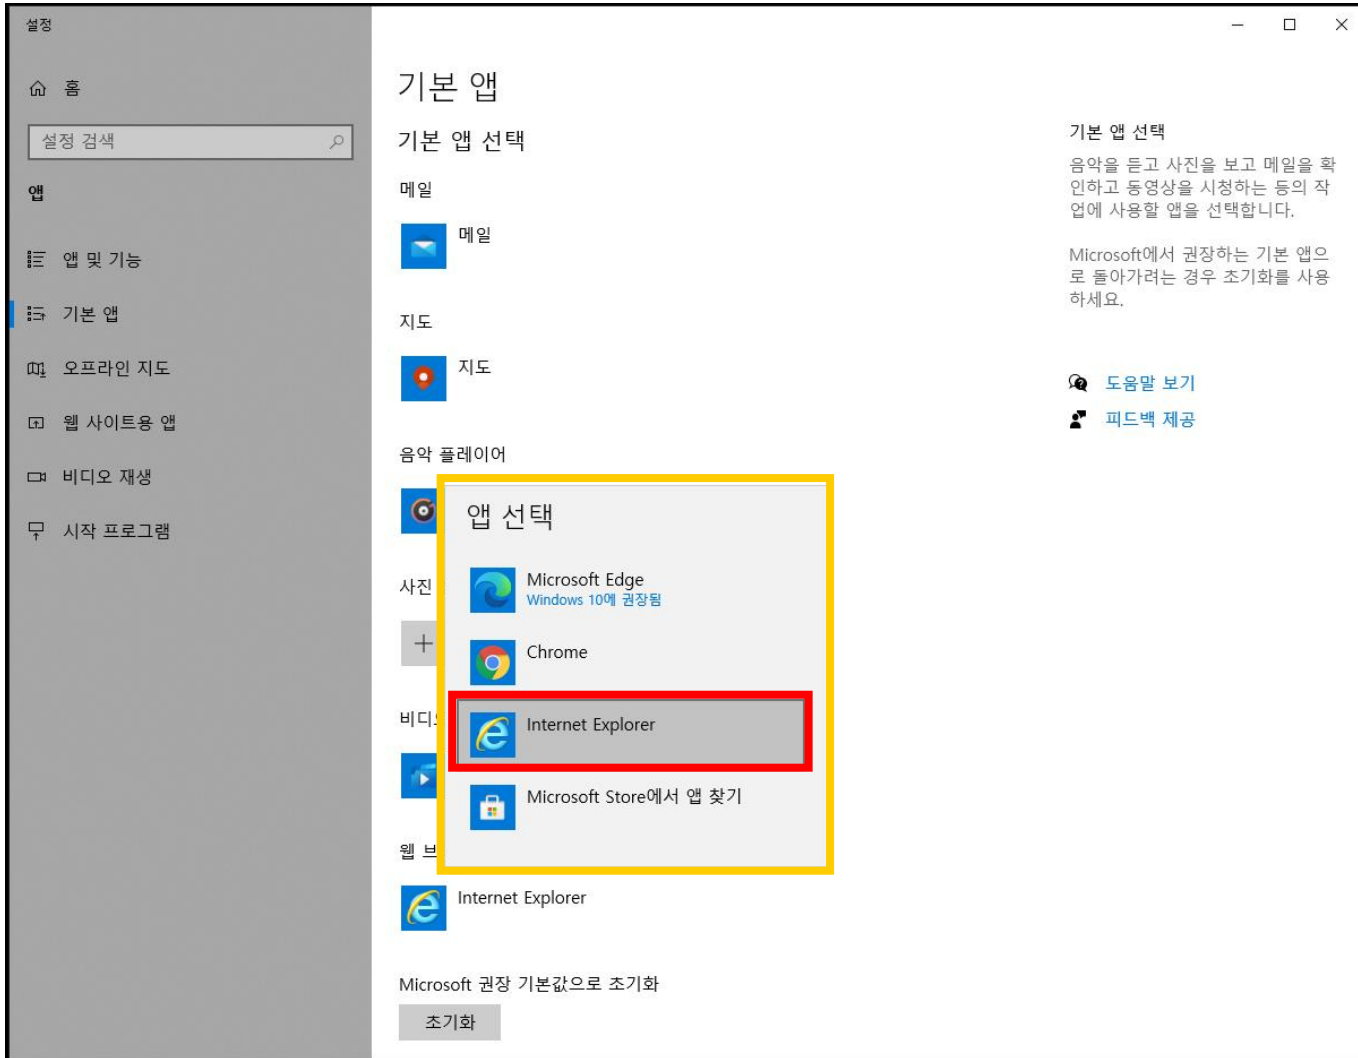 설정
홈
설정 검색
앱
앱 및 기능
기본 앱
오프라인 지도
웹 사이트용 앱
비디오 재생
시작 프로그램
기본 앱
기본 앱 선택
메일
메일
지도
지도
음악 플레이어
사진
비디오
웹 브
Internet Explorer
Microsoft 권장 기본값으로 초기화
초기화
앱 선택
Microsoft Edge
Windows 10에 권장됨
Chrome
Internet Explorer
Microsoft Store에서 앱 찾기
기본 앱 선택
음악을 듣고 사진을 보고 메일을 확
인하고 동영상을 시청하는 등의 작
업에 사용할 앱을 선택합니다.
Microsoft에서 권장하는 기본 앱으
로 돌아가려는 경우 초기화를 사용
하세요.
도움말 보기
피드백 제공